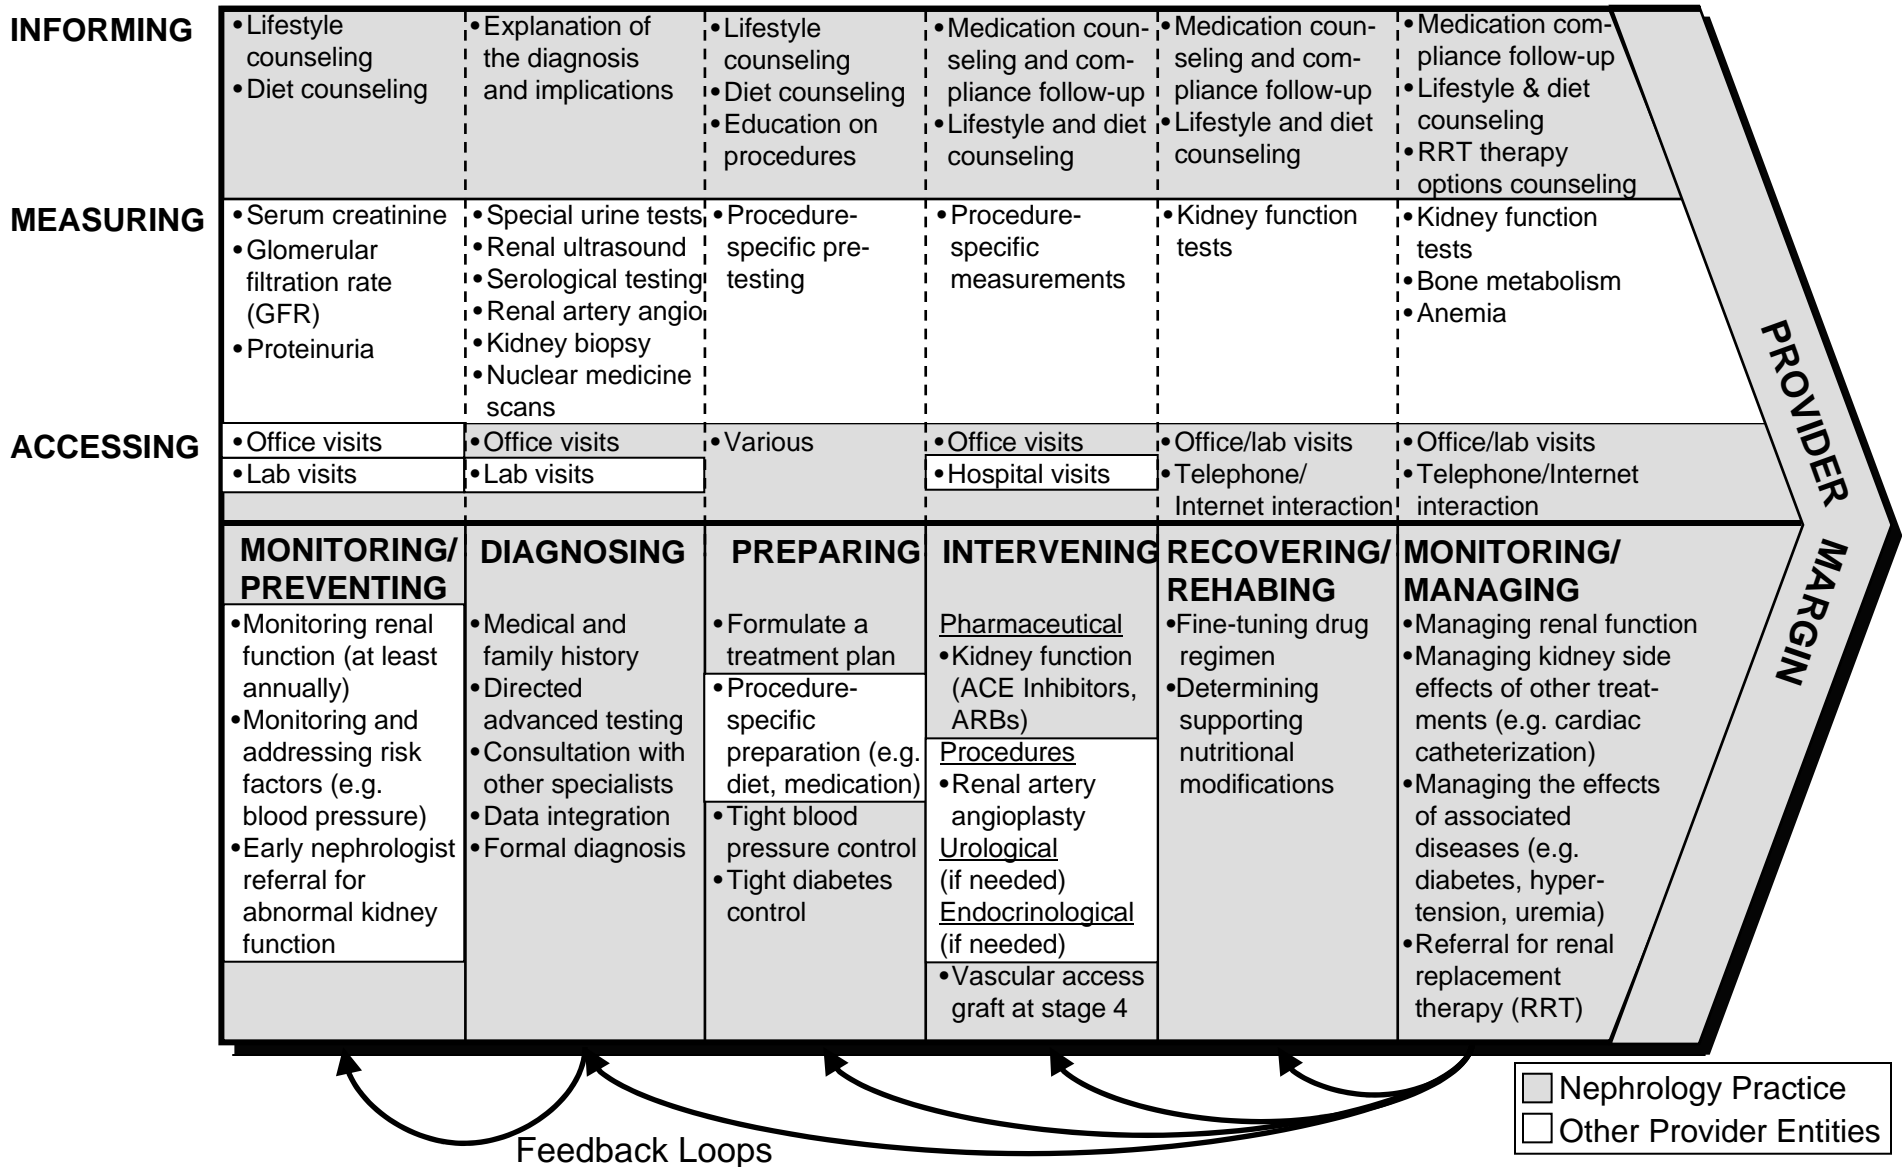 INFORMING
•Lifestyle
counseling
•Diet counseling
•Explanation of
the diagnosis
and implications
•Lifestyle
counseling
•Diet counseling
•Education on
procedures
•Medication coun-
seling and com-
pliance follow-up
•Lifestyle and diet
counseling
•Medication coun-
seling and com-
pliance follow-up
•Lifestyle and diet
counseling
•Medication com-
pliance follow-up
•Lifestyle & diet
counseling
•RRT therapy
options counseling
MEASURING
•Serum creatinine
•Glomerular
filtration rate
(GFR)
•Proteinuria
•Special urine tests
•Renal ultrasound
•Serological testing
•Renal artery angio
•Kidney biopsy
•Nuclear medicine
scans
•Procedure-
specific pre-
testing
•Procedure-
specific
measurements
•Kidney function
tests
•Kidney function
tests
•Bone metabolism
•Anemia
ACCESSING
•Office visits
•Lab visits
•Office visits
•Lab visits
•Various
•Office visits
•Hospital visits
•Office/lab visits
•Telephone/
Internet interaction
•Office/lab visits
•Telephone/Internet
interaction
MONITORING/
PREVENTING
•Monitoring renal
function (at least
annually)
•Monitoring and
addressing risk
factors (e.g.
blood pressure)
•Early nephrologist
referral for
abnormal kidney
function
DIAGNOSING
•Medical and
family history
•Directed
advanced testing
•Consultation with
other specialists
•Data integration
•Formal diagnosis
PREPARING
•Formulate a
treatment plan
•Procedure-
specific
preparation (e.g.
diet, medication)
•Tight blood
pressure control
•Tight diabetes
control
INTERVENING
Pharmaceutical
•Kidney function
(ACE Inhibitors,
ARBs)
Procedures
•Renal artery
angioplasty
Urological
(if needed)
Endocrinological
(if needed)
•Vascular access
graft at stage 4
RECOVERING/
REHABING
•Fine-tuning drug
regimen
•Determining
supporting
nutritional
modifications
MONITORING/
MANAGING
•Managing renal function
•Managing kidney side
effects of other treat-
ments (e.g. cardiac
catheterization)
•Managing the effects
of associated
diseases (e.g.
diabetes, hyper-
tension, uremia)
•Referral for renal
replacement
therapy (RRT)
PROVIDER
MARGIN
Feedback Loops
Nephrology Practice
Other Provider Entities